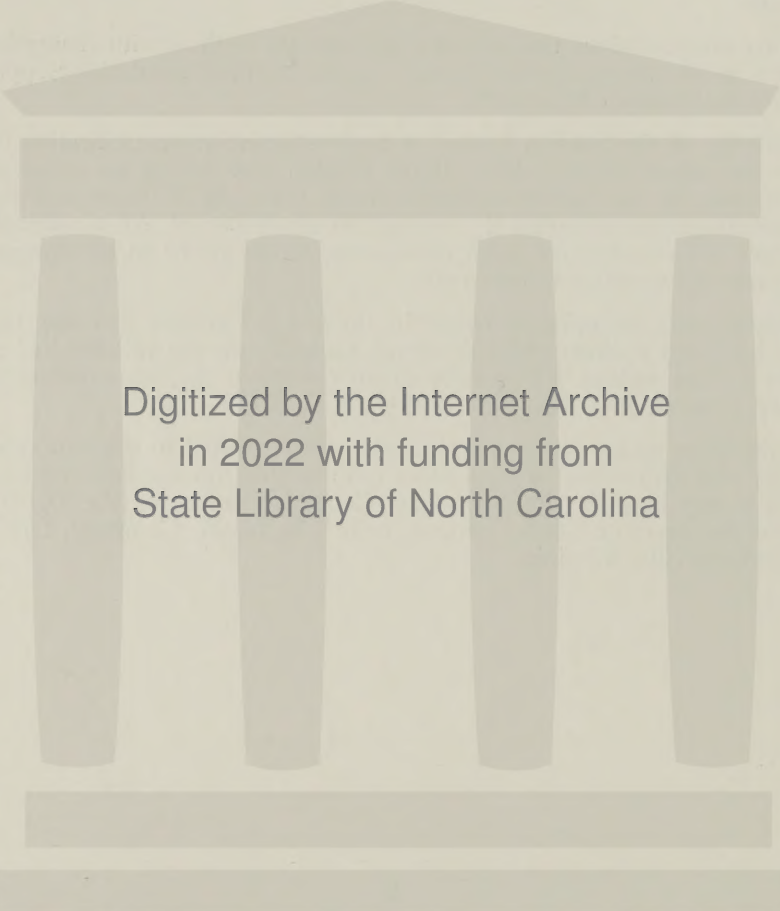 Digitized by the Internet Archive
in 2022 with funding from
State Library of North Carolina